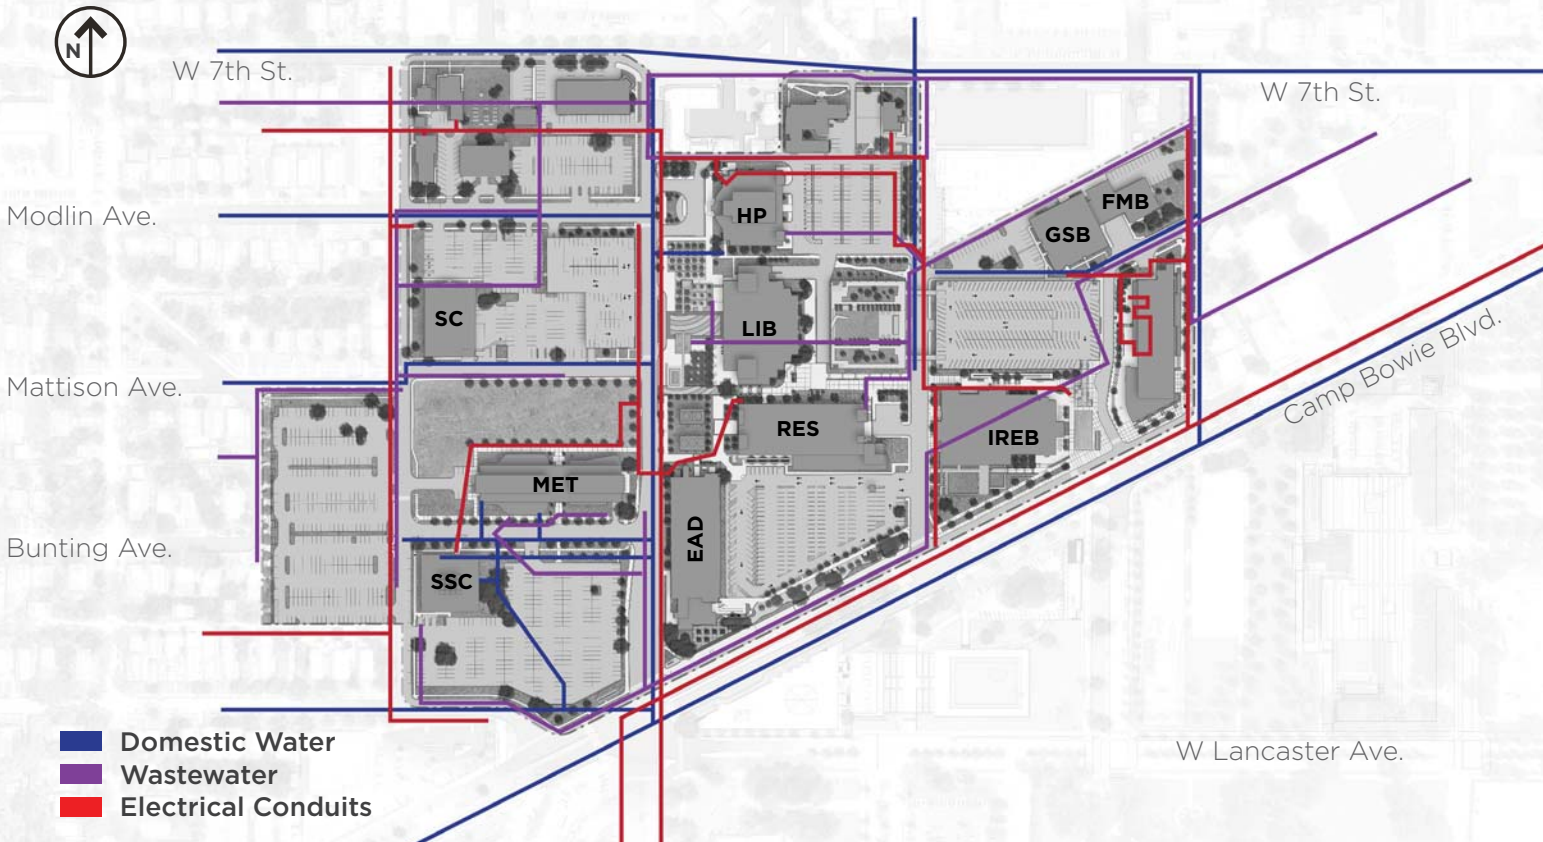 N
W 7th St.
W 7th St.
Modlin Ave.
HP
FMB
GSB
SC
LIB
Mattison Ave.
Camp Bowie Blvd.
RES
IREB
MET
EAD
Bunting Ave.
SSC
Domestic Water
Wastewater
Electrical Conduits
W Lancaster Ave.